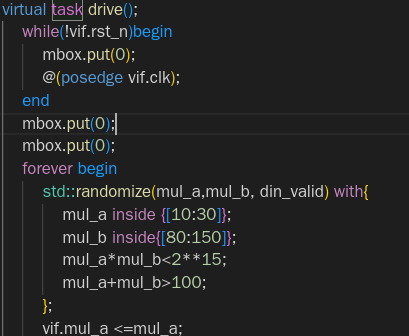 virtual task drive();
while(!vif.rst_n)begin
mbox.put(0);
@(posedge vif.clk);
end
mbox.put(0);
mbox.put(0);
forever begin
std::randomize(mul_a,mul_b, din_valid) with{
mul_a inside {[10:30]};
mul_b inside{[80:150]};
mul_a*mul_b<2**15;
mul_a+mul_b>100;
};
vif.mul_a <=mul_a;